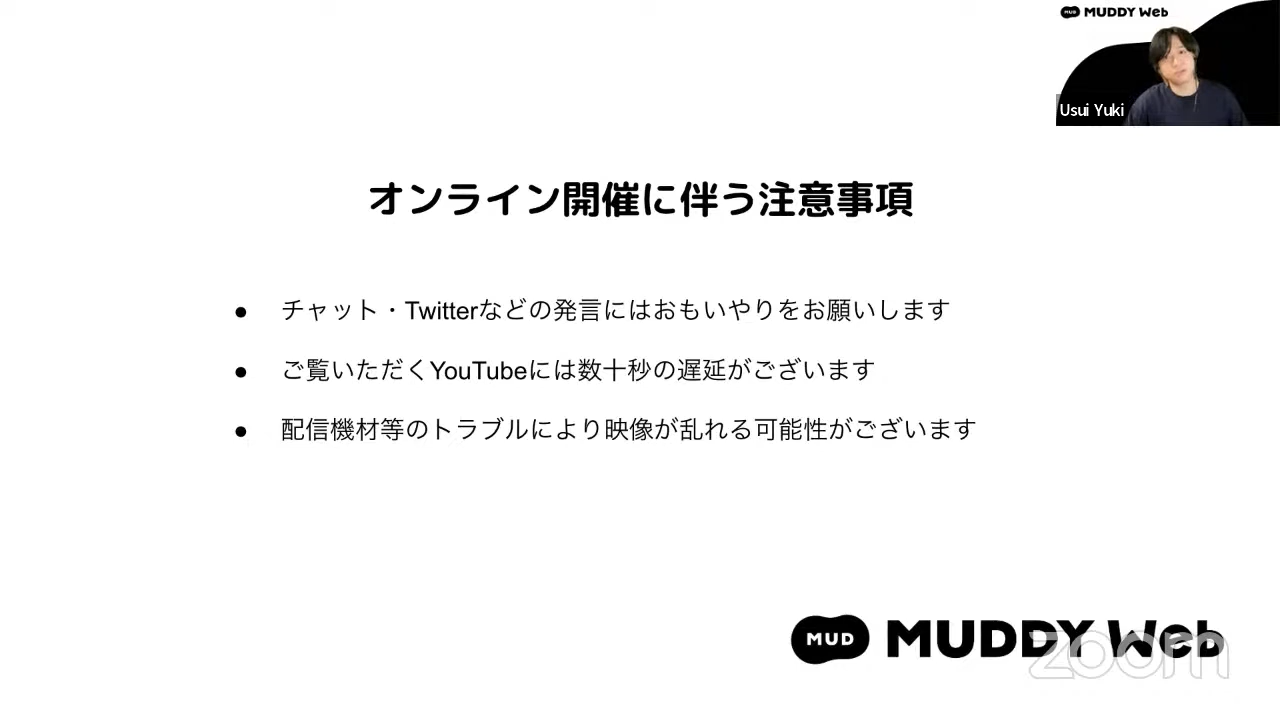 MUD MUDDY Web
Usui Yuki
オンライン開催に伴う注意事項
● チャット・Twitterなどの発言にはおもいやりをお願いします
● ご覧いただくYouTubeには数十秒の遅延がございます
● 配信機材等のトラブルにより映像が乱れる可能性がございます
MUD MUDDY Web
zoom